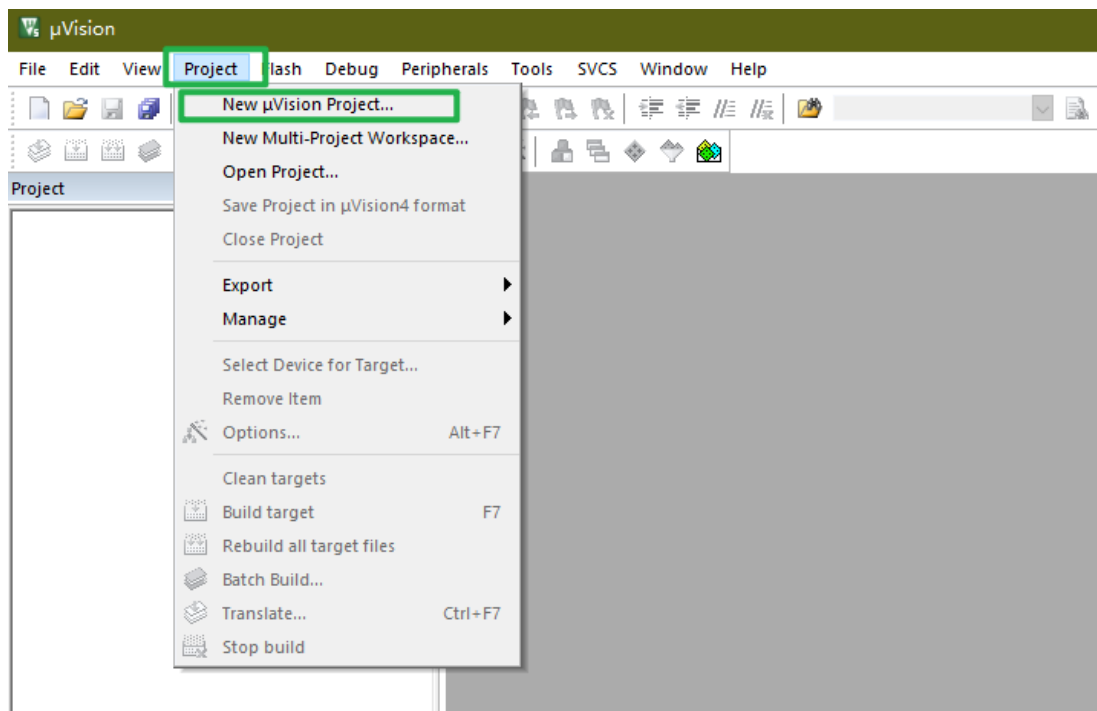 µVision
File Edit View Project Flash Debug Peripherals Tools SVCS Window Help
New µVision Project...
New Multi-Project Workspace...
Open Project...
Save Project in µVision4 format
Close Project
Export
Manage
Select Device for Target...
Remove Item
Options... Alt+F7
Clean targets
Build target F7
Rebuild all target files
Batch Build...
Translate... Ctrl+F7
Stop build
Project